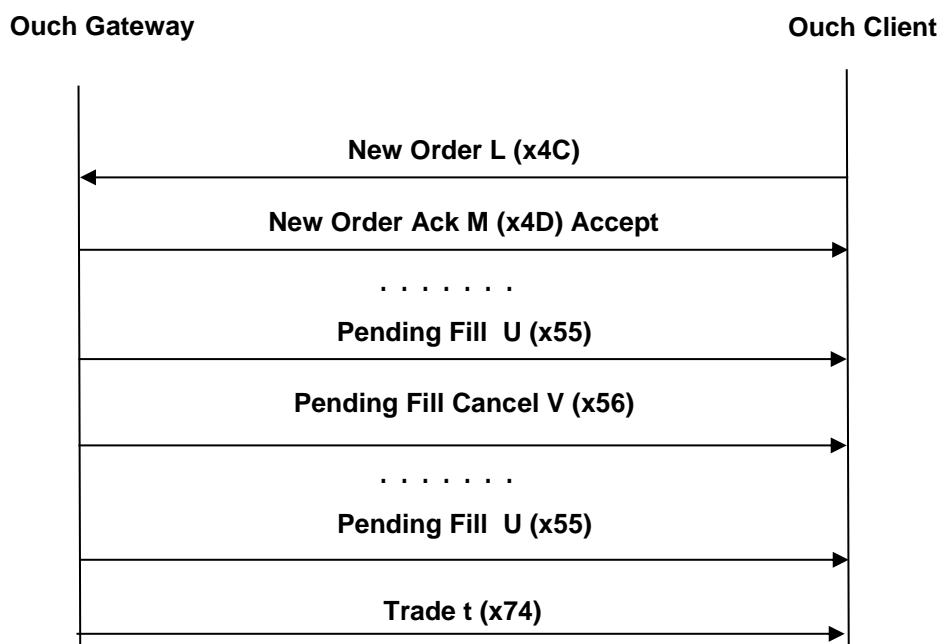 Ouch Gateway
Ouch Client
New Order L (x4C)
New Order Ack M (x4D) Accept
. . . . . . .
Pending Fill U (x55)
Pending Fill Cancel V (x56)
. . . . . . .
Pending Fill U (x55)
Trade t (x74)